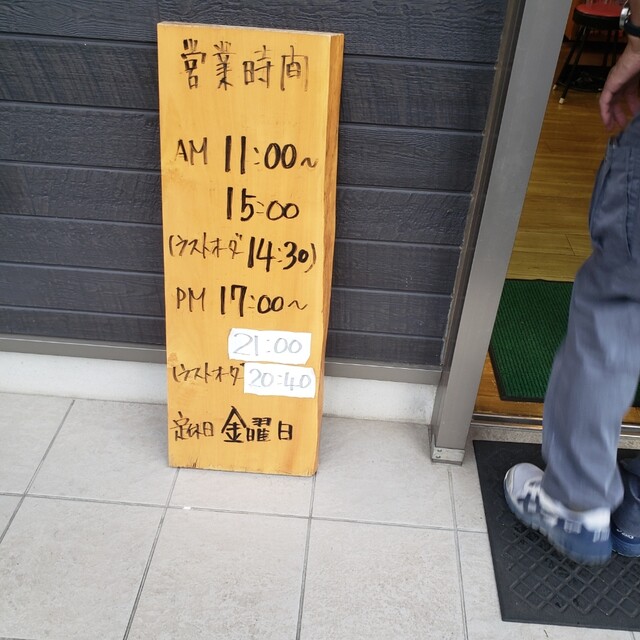 営業時間
AM 11:00~
15:00
(ラストオーダ 14:30)
PM 17:00~
21:00
(ラストオーダ 20:40
定休日 金曜日